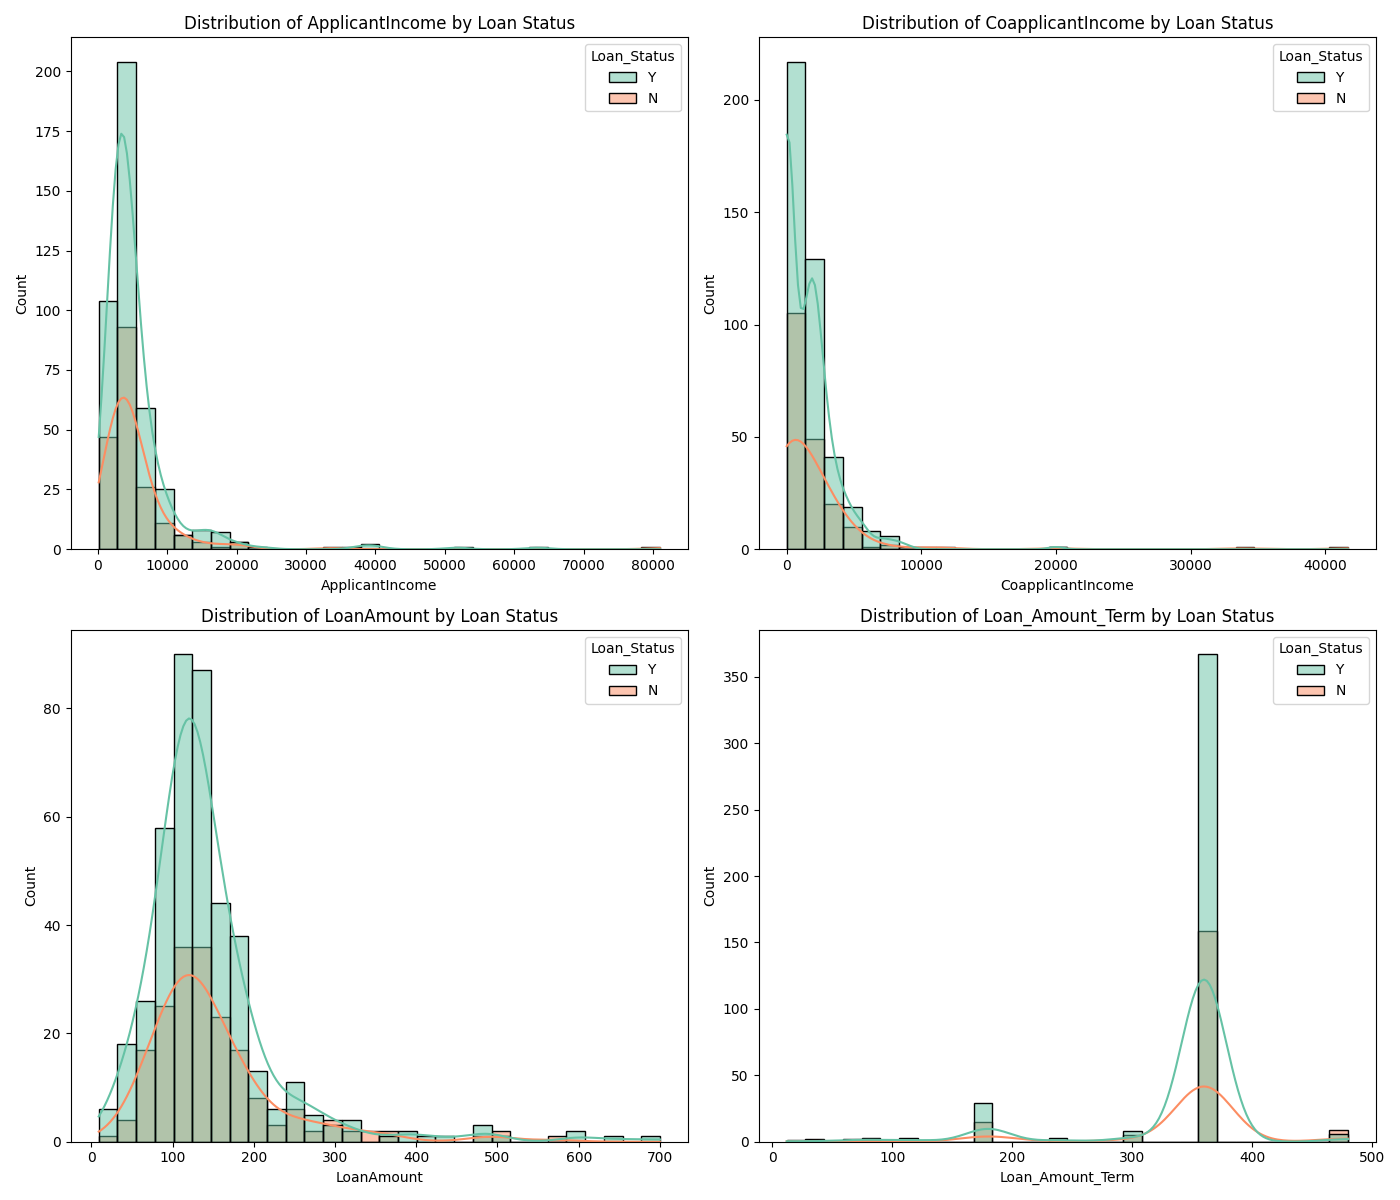 Distribution of ApplicantIncome by Loan Status
Loan_Status
Y
N
200
175
150
125
100
75
50
25
0
Count
0 10000 20000 30000 40000 50000 60000 70000 80000
ApplicantIncome
Distribution of CoapplicantIncome by Loan Status
Loan_Status
Y
N
200
150
100
50
0
Count
0 10000 20000 30000 40000
CoapplicantIncome
Distribution of LoanAmount by Loan Status
Loan_Status
Y
N
80
60
40
20
0
Count
0 100 200 300 400 500 600 700
LoanAmount
Distribution of Loan_Amount_Term by Loan Status
Loan_Status
Y
N
350
300
250
200
150
100
50
0
Count
0 100 200 300 400 500
Loan_Amount_Term